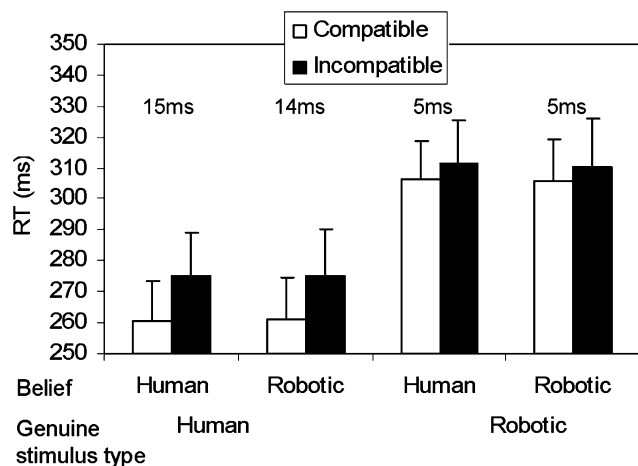 Compatible
Incompatible
350
340
330
320
310
300
290
280
270
260
250
RT (ms)
15ms 14ms 5ms 5ms
Belief Human Robotic Human Robotic
Genuine Human Robotic
stimulus type